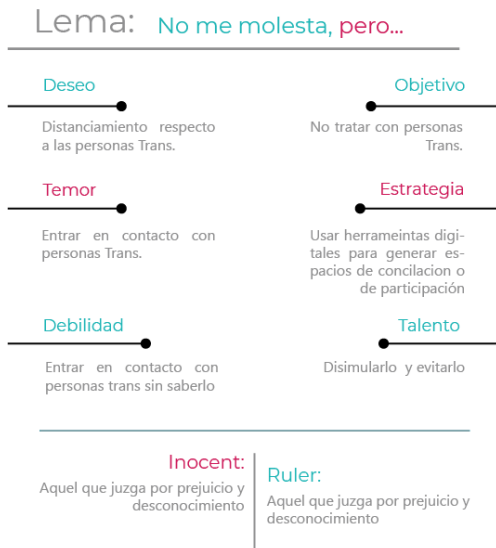 Lema: No me molesta, pero...
Deseo
Distanciamiento respecto
a las personas Trans.
Objetivo
No tratar con personas
Trans.
Temor
Entrar en contacto con
personas Trans.
Estrategia
Usar herrameintas digi-
tales para generar es-
pacios de concilacion o
de participación
Debilidad
Entrar en contacto con
personas trans sin saberlo
Talento
Disimularlo y evitarlo
Inocent:
Aquel que juzga por prejuicio y
desconocimiento
Ruler:
Aquel que juzga por prejuicio y
desconocimiento